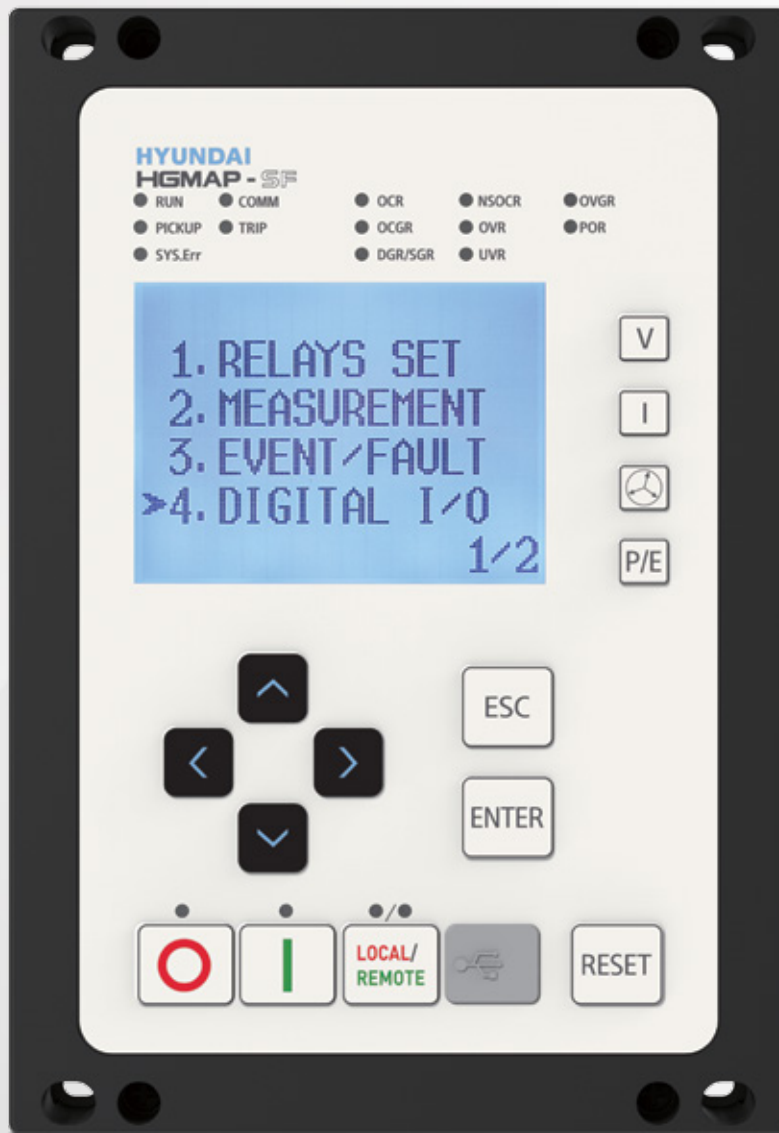 HYUNDAI
HGMAP - SF
RUN COMM OCR NSOCR OVGR
PICKUP TRIP OCGR OVR POR
SYS.Err DGR/SGR UVR
1. RELAYS SET
2. MEASUREMENT
3. EVENT/FAULT
➤4. DIGITAL I/O
1/2
V
I
P/E
ESC
ENTER
LOCAL/
REMOTE
RESET